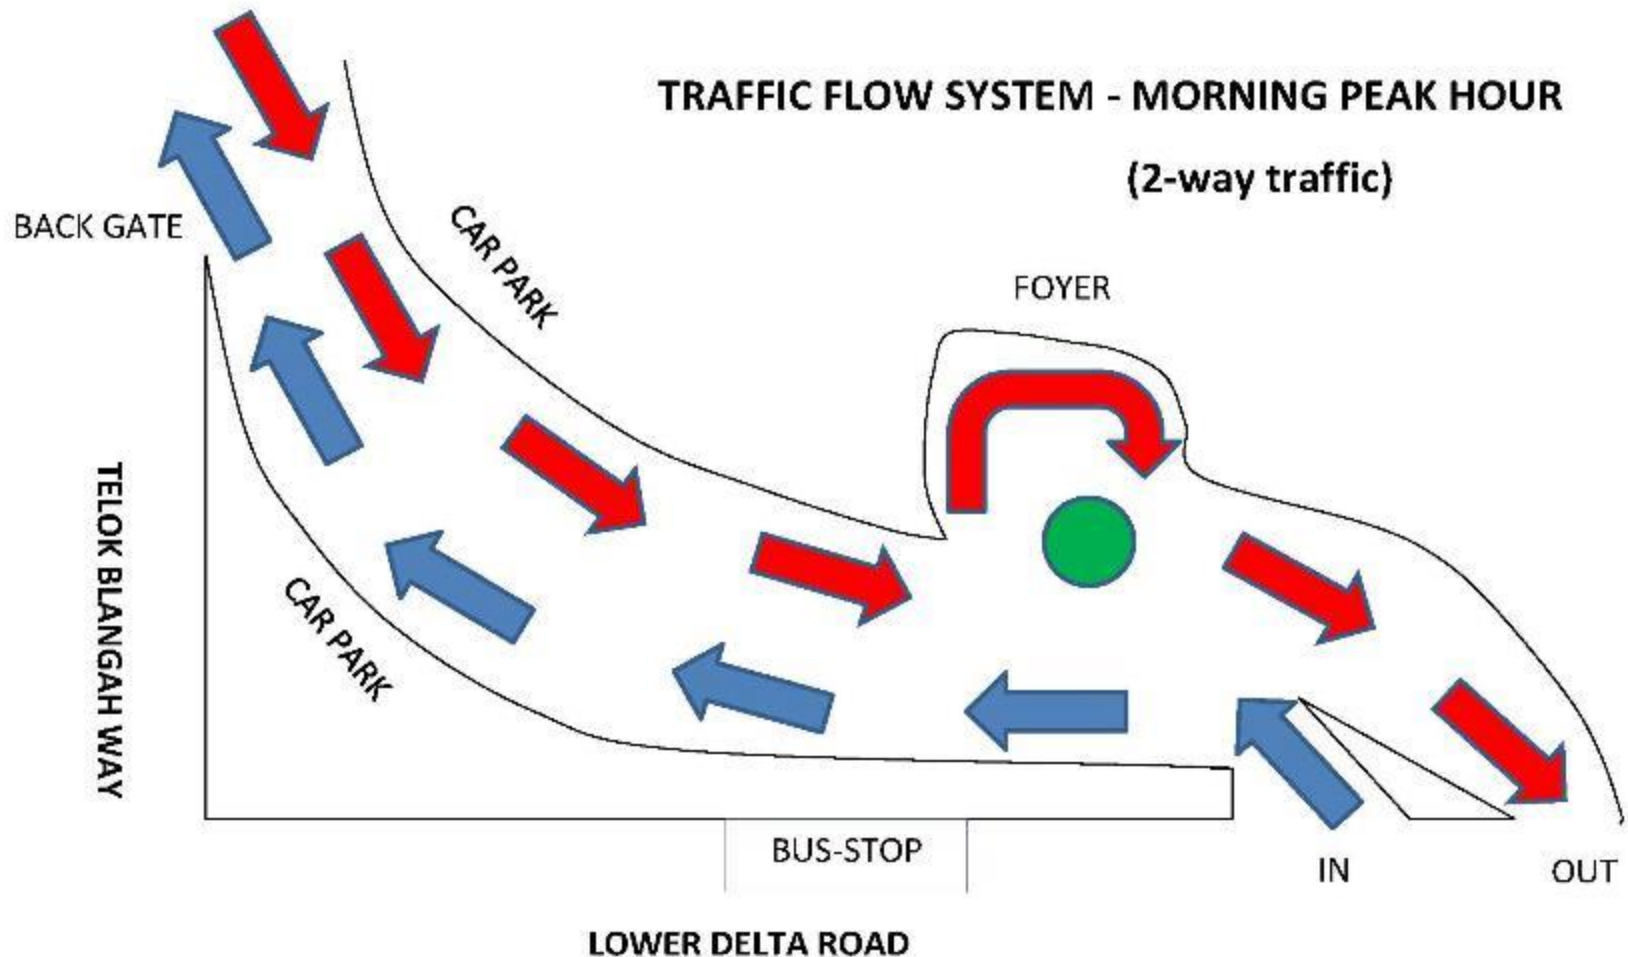 TRAFFIC FLOW SYSTEM - MORNING PEAK HOUR
(2-way traffic)
BACK GATE
CAR PARK
FOYER
TELOK BLANGAH WAY
CAR PARK
BUS-STOP
IN
OUT
LOWER DELTA ROAD